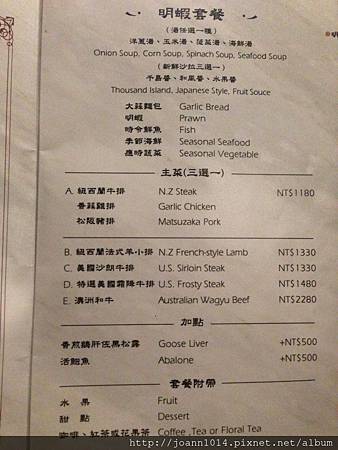 明蝦套餐
(湯任選一種)
洋蔥湯、玉米湯、菠菜湯、海鮮湯
Onion Soup, Corn Soup, Spinach Soup, Seafood Soup
(新鮮沙拉三選一)
千島醬、和風醬、水果醬
Thousand Island, Japanese Style, Fruit Souce
大蒜麵包 Garlic Bread
明蝦 Prawn
時令鮮魚 Fish
季節海鮮 Seasonal Seafood
應時蔬菜 Seasonal Vegetable
主菜(三選一)
A. 紐西蘭牛排 N.Z Steak NT$1180
香蒜雞排 Garlic Chicken
松阪豬排 Matsuzaka Pork
B. 紐西蘭法式羊小排 N.Z French-style Lamb NT$1330
C. 美國沙朗牛排 U.S. Sirloin Steak NT$1330
D. 特選美國霜降牛排 U.S. Frosty Steak NT$1480
E. 澳洲和牛 Australian Wagyu Beef NT$2280
加點
香煎鵝肝佐黑松露 Goose Liver +NT$500
活鮑魚 Abalone +NT$500
套餐附帶
水果 Fruit
甜點 Dessert
咖啡、紅茶或花果茶 Coffee ,Tea or Floral Tea
http://joann1014.pixnet.net/album